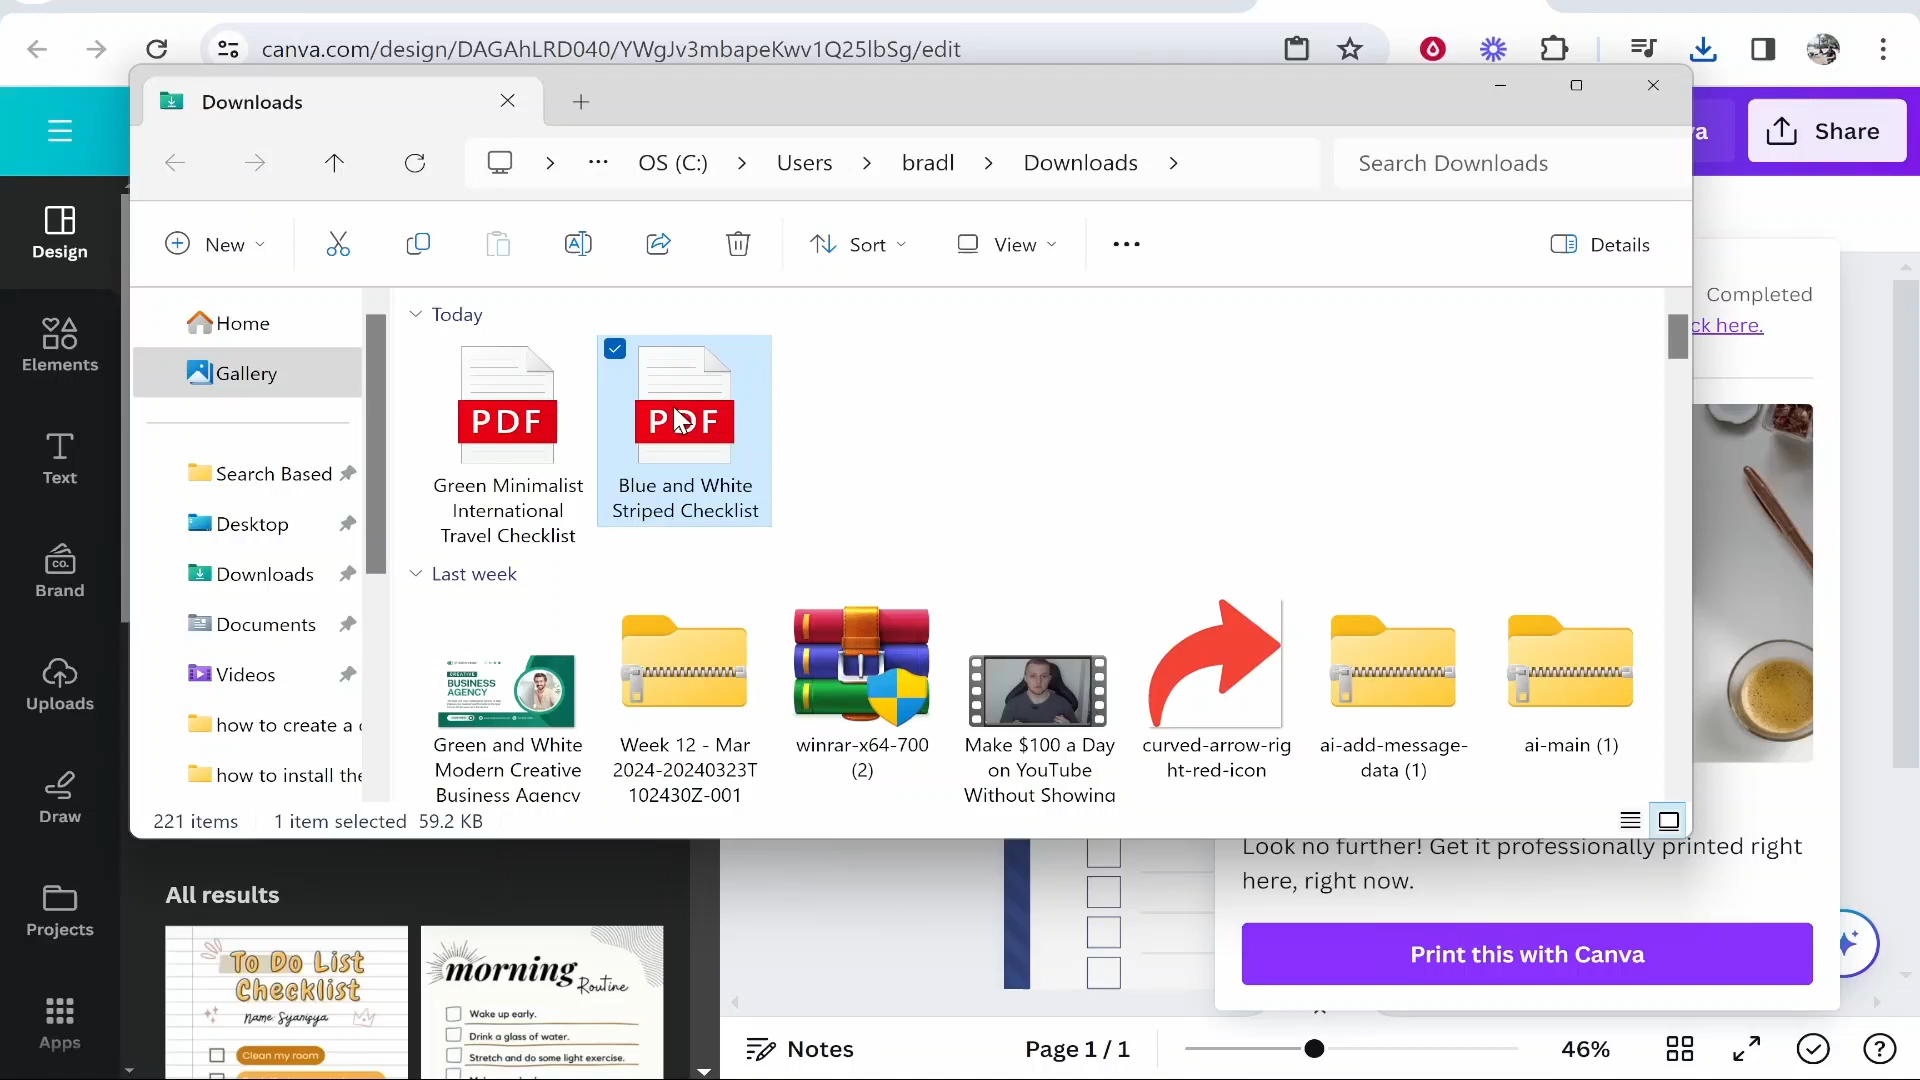 canva.com/design/DAGAhLRD040/YWgJv3mbapeKwv1Q25lbSg/edit
Downloads
Share
OS (C:)
Users
bradl
Downloads
Search Downloads
New
Sort
View
Details
Design
Elements
Text
Brand
Uploads
Draw
Projects
Apps
Home
Gallery
Search Based
Desktop
Downloads
Documents
Videos
how to create a
how to install the
Today
PDF
PDF
Green Minimalist
International
Travel Checklist
Blue and White
Striped Checklist
Last week
BUSINESS
AGENCY
Green and White
Modern Creative
Business Agency
Week 12 - Mar
2024-20240323T
102430Z-001
winrar-x64-700
(2)
Make $100 a Day
on YouTube
Without Showing
curved-arrow-rig
ht-red-icon
ai-add-message-
data (1)
ai-main (1)
221 items
1 item selected 59.2 KB
Completed
ck here.
Look no further! Get it professionally printed right
here, right now.
Print this with Canva
All results
To Do List
Checklist
Name: Syarisya
Clean my room
morning
Routine
Wake up early.
Drink a glass of water.
Stretch and do some light exercise.
Notes
Page 1 / 1
46%